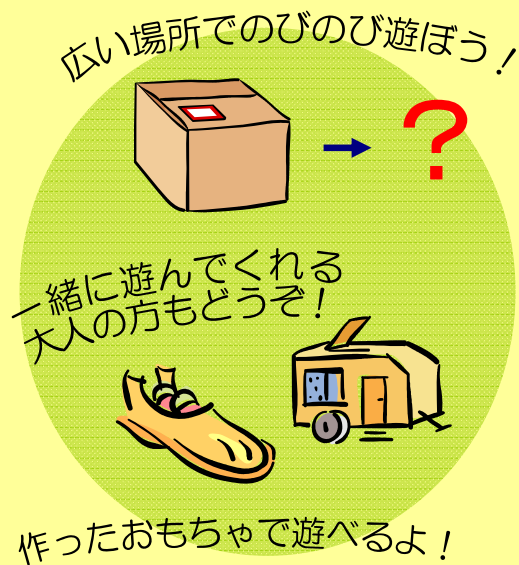 広い場所でのびのび遊ぼう！
？
一緒に遊んでくれる
大人の方もどうぞ！
作ったおもちゃで遊べるよ！